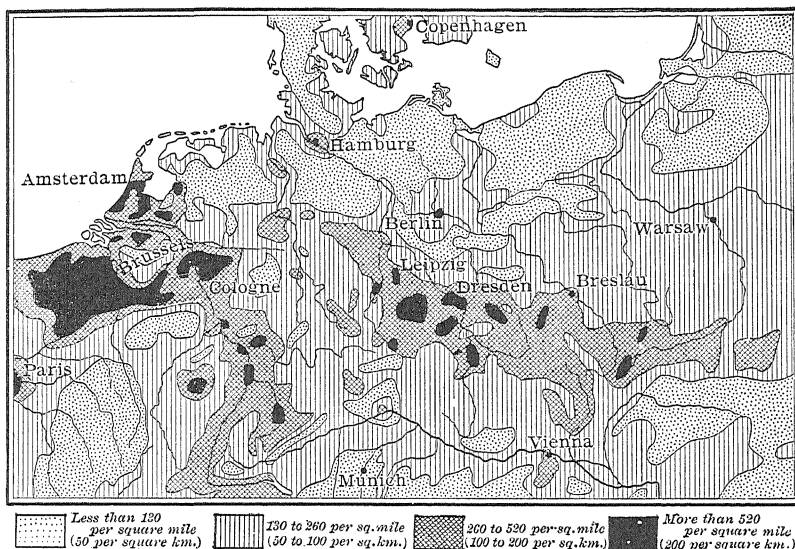 Copenhagen
Hamburg
Amsterdam
Berlin
Warsaw
Brussels
Leipzig
Cologne
Dresden
Breslau
Paris
Vienna
Munich
Less than 130
per square mile
(50 per square km.)
130 to 260 per sq.mile
(50 to 100 per sq.km.)
260 to 520 per sq.mile
(100 to 200 per sq.km.)
More than 520
per square mile
(200 per square km.)